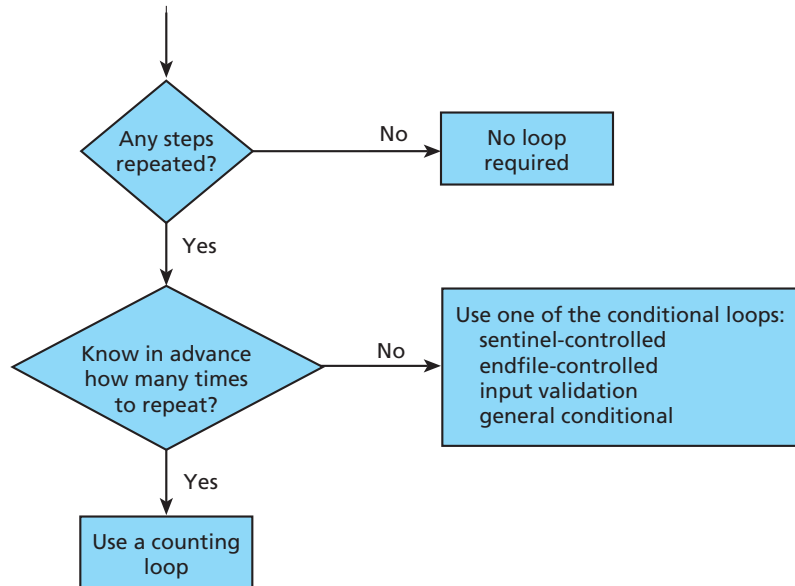 Any steps
repeated?
No
No loop
required
Yes
Know in advance
how many times
to repeat?
No
Use one of the conditional loops:
sentinel-controlled
endfile-controlled
input validation
general conditional
Yes
Use a counting
loop